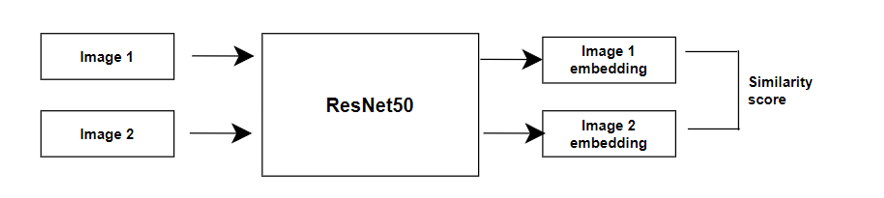 Image 1
Image 2
ResNet50
Image 1
embedding
Image 2
embedding
Similarity
score